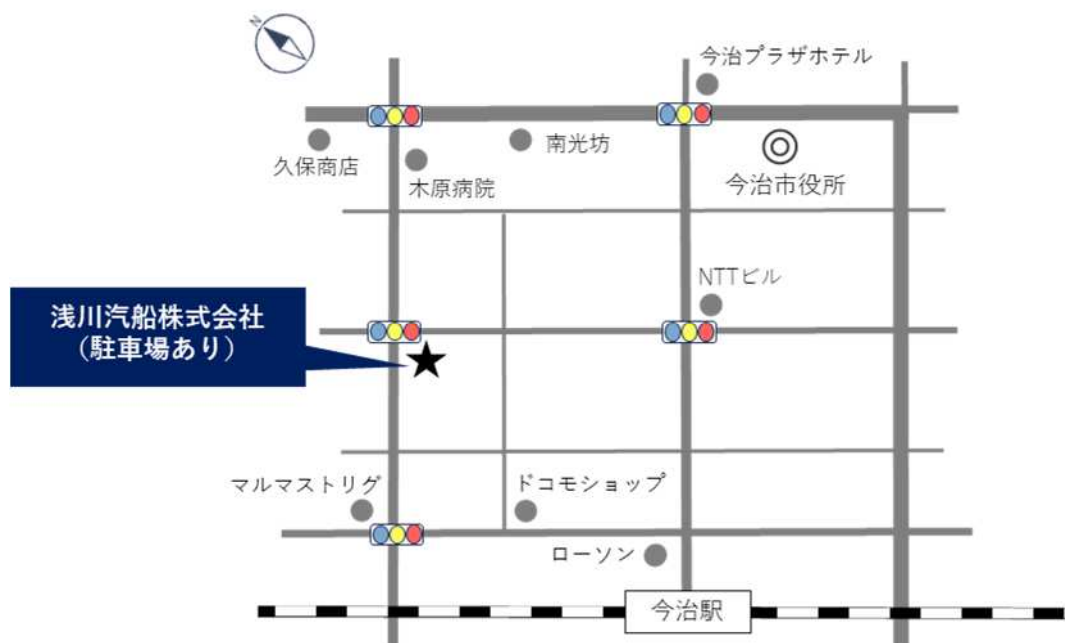 N
今治プラザホテル
久保商店
木原病院
南光坊
今治市役所
NTTビル
浅川汽船株式会社
（駐車場あり）
マルマストリグ
ドコモショップ
ローソン
今治駅